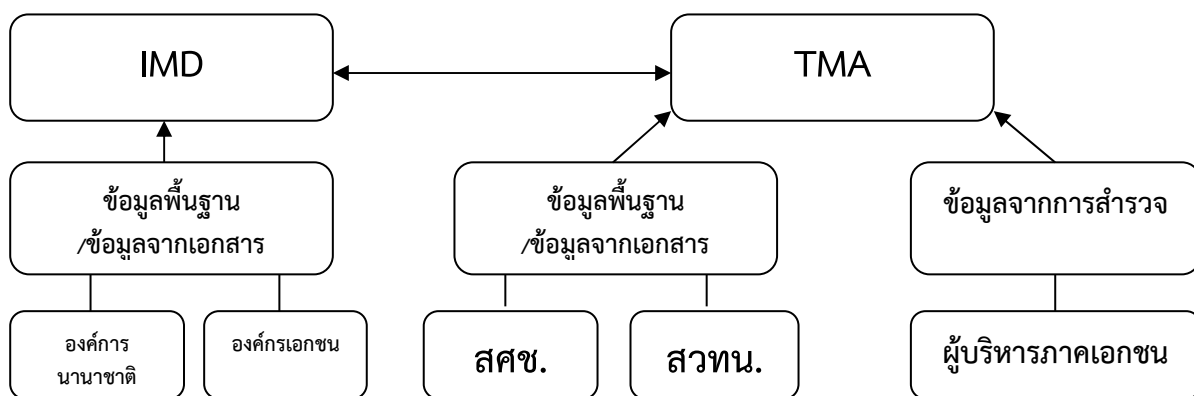 IMD
TMA
ข้อมูลพื้นฐาน
/ข้อมูลจากเอกสาร
ข้อมูลพื้นฐาน
/ข้อมูลจากเอกสาร
ข้อมูลจากการสำรวจ
องค์การ
นานาชาติ
องค์กรเอกชน
สศช.
สวทน.
ผู้บริหารภาคเอกชน